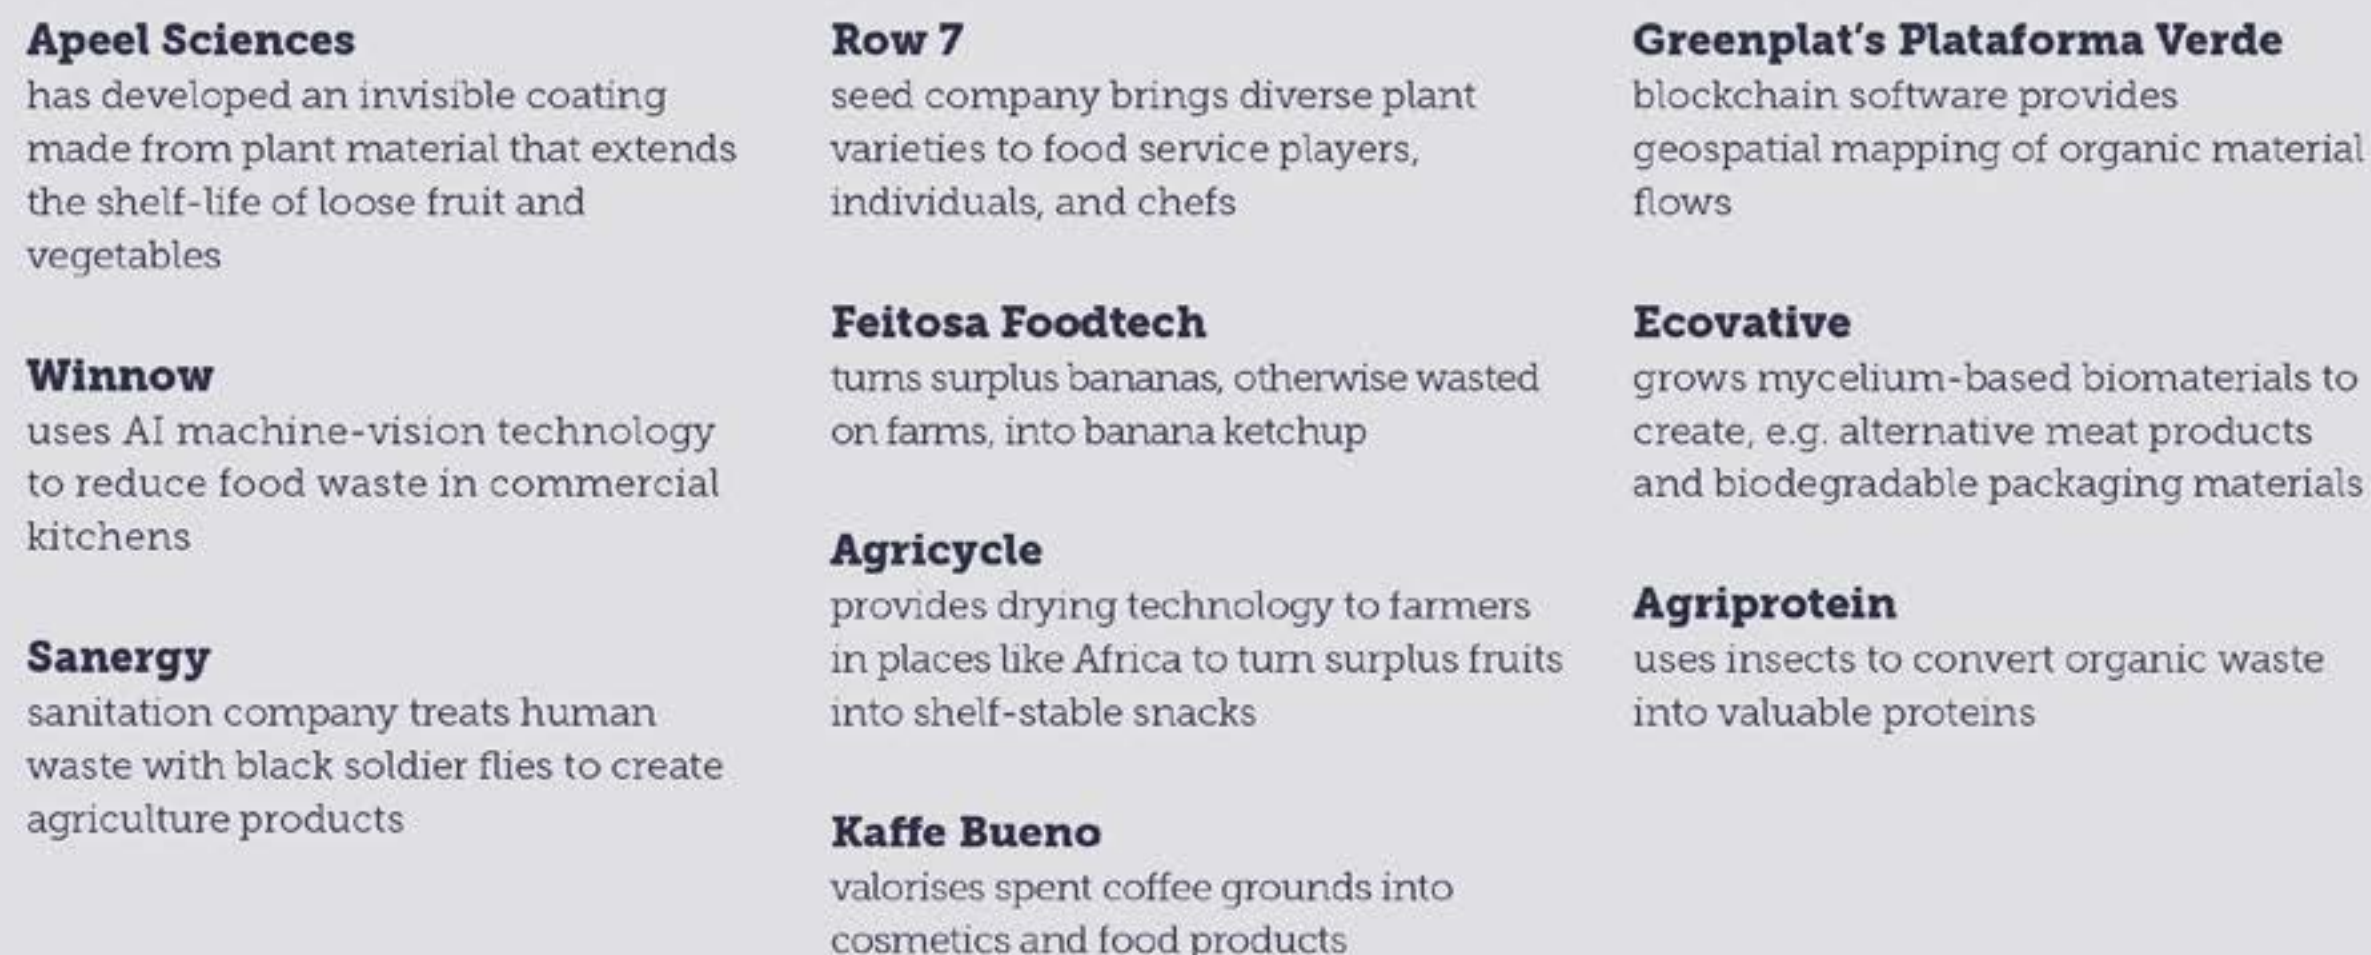 Apeel Sciences
has developed an invisible coating
made from plant material that extends
the shelf-life of loose fruit and
vegetables
Winnow
uses AI machine-vision technology
to reduce food waste in commercial
kitchens
Sanergy
sanitation company treats human
waste with black soldier flies to create
agriculture products
Row 7
seed company brings diverse plant
varieties to food service players,
individuals, and chefs
Feitosa Foodtech
turns surplus bananas, otherwise wasted
on farms, into banana ketchup
Agricycle
provides drying technology to farmers
in places like Africa to turn surplus fruits
into shelf-stable snacks
Kaffe Bueno
valorises spent coffee grounds into
cosmetics and food products
Greenplat's Plataforma Verde
blockchain software provides
geospatial mapping of organic material
flows
Ecovative
grows mycelium-based biomaterials to
create, e.g. alternative meat products
and biodegradable packaging materials
Agriprotein
uses insects to convert organic waste
into valuable proteins